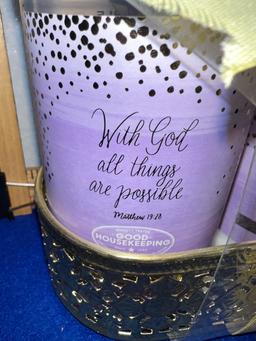 With God
all things
are possible
Matthew 19:26
GOOD
HOUSEKEEPING